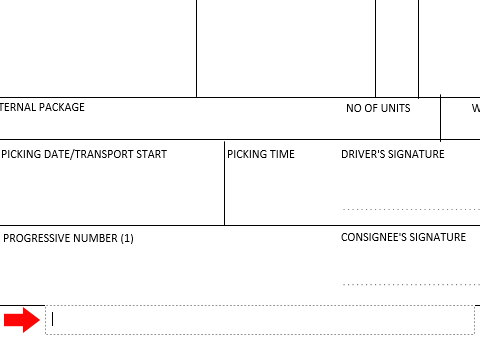 TERNAL PACKAGE NO OF UNITS W
PICKING DATE/TRANSPORT START PICKING TIME DRIVER'S SIGNATURE
PROGRESSIVE NUMBER (1) CONSIGNEE'S SIGNATURE